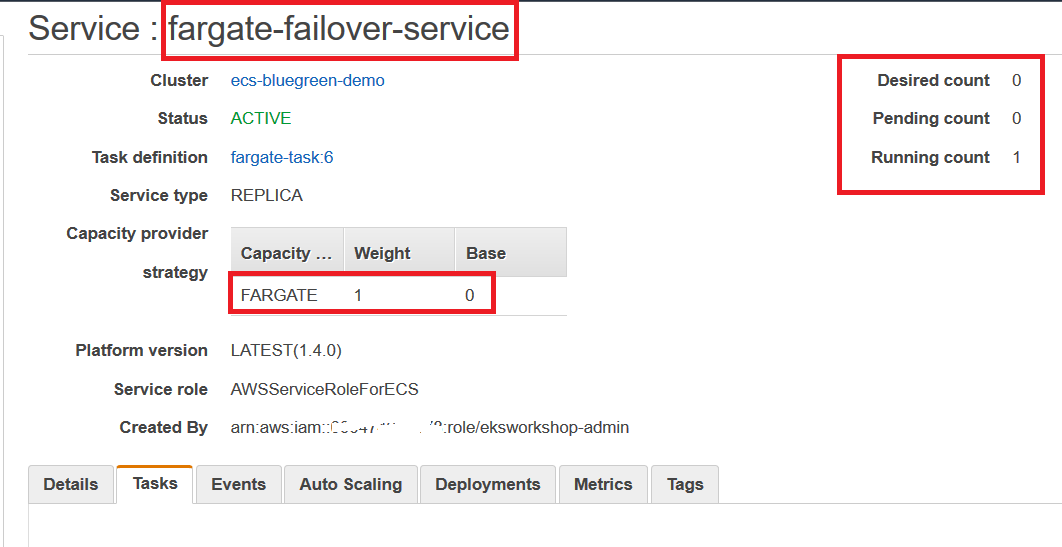 Service : fargate-failover-service
Cluster ecs-bluegreen-demo
Desired count 0
Status ACTIVE
Pending count 0
Task definition fargate-task:6
Running count 1
Service type REPLICA
Capacity provider strategy
Capacity ... Weight Base
FARGATE 1 0
Platform version LATEST(1.4.0)
Service role AWSServiceRoleForECS
Created By arn:aws:iam:: :role/eksworkshop-admin
Details Tasks Events Auto Scaling Deployments Metrics Tags